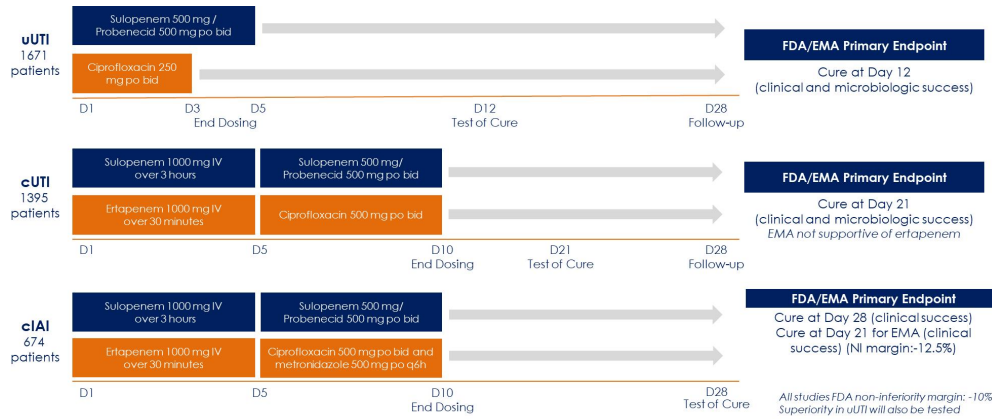 uUTI
1671
patients
Sulopenem 500 mg /
Probenecid 500 mg po bid
Ciprofloxacin 250
mg po bid
D1
D3
D5
D12
D28
End Dosing
Test of Cure
Follow-up
FDA/EMA Primary Endpoint
Cure at Day 12
(clinical and microbiologic success)
cUTI
1395
patients
Sulopenem 1000 mg IV
over 3 hours
Sulopenem 500 mg/
Probenecid 500 mg po bid
Ertapenem 1000 mg IV
over 30 minutes
Ciprofloxacin 500 mg po bid
D1
D5
D10
D21
D28
End Dosing
Test of Cure
Follow-up
FDA/EMA Primary Endpoint
Cure at Day 21
(clinical and microbiologic success)
EMA not supportive of ertapenem
cIAI
674
patients
Sulopenem 1000 mg IV
over 3 hours
Sulopenem 500 mg/
Probenecid 500 mg po bid
Ertapenem 1000 mg IV
over 30 minutes
Ciprofloxacin 500 mg po bid and
metronidazole 500 mg po q6h
D1
D5
D10
D28
End Dosing
Test of Cure
FDA/EMA Primary Endpoint
Cure at Day 28 (clinical success)
Cure at Day 21 for EMA (clinical
success) (NI margin:-12.5%)
All studies FDA non-inferiority margin: -10%
Superiority in uUTI will also be tested